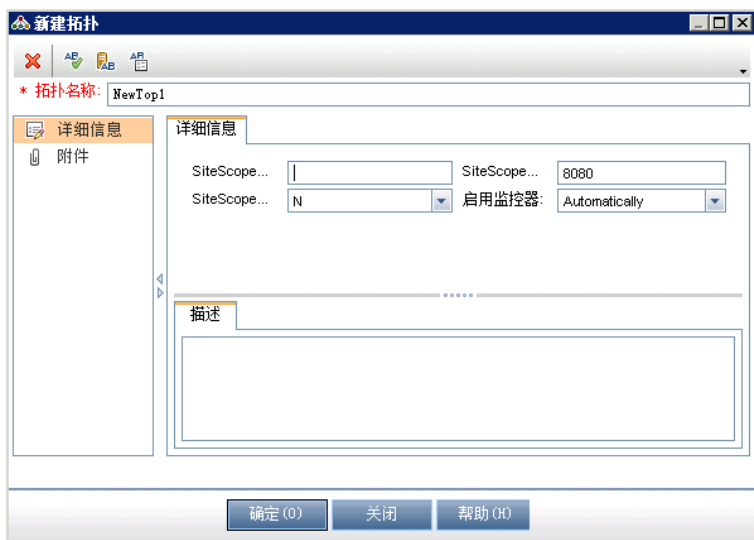 新建拓扑
* 拓扑名称: NewTop1
详细信息
附件
详细信息
SiteScope... SiteScope... 8080
SiteScope... N 启用监控器: Automatically
描述
确定(O) 关闭 帮助(H)